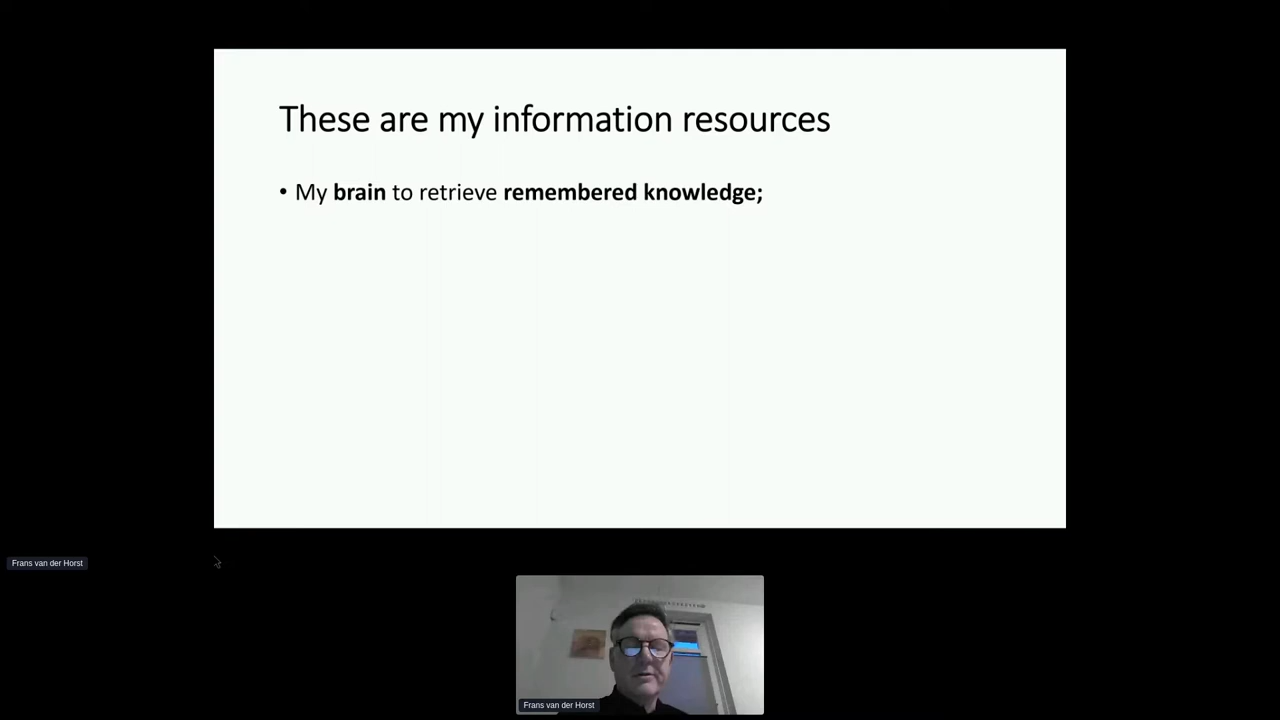 These are my information resources
• My brain to retrieve remembered knowledge;
Frans van der Horst
Frans van der Horst